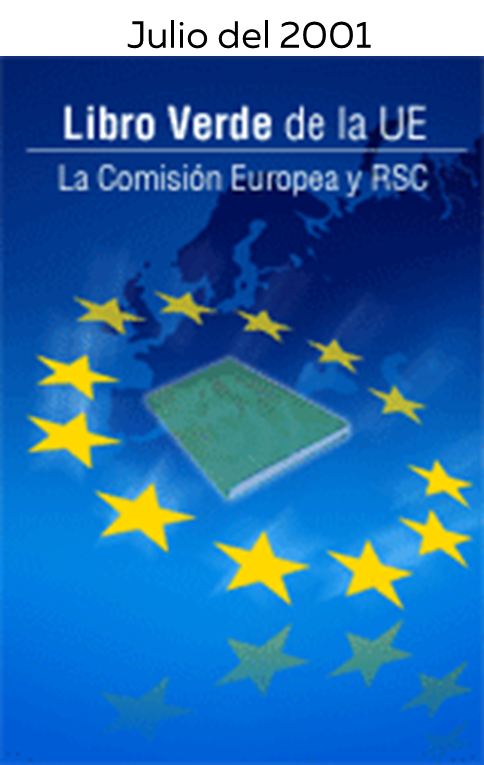 Julio del 2001
Libro Verde de la UE
La Comisión Europea y RSC